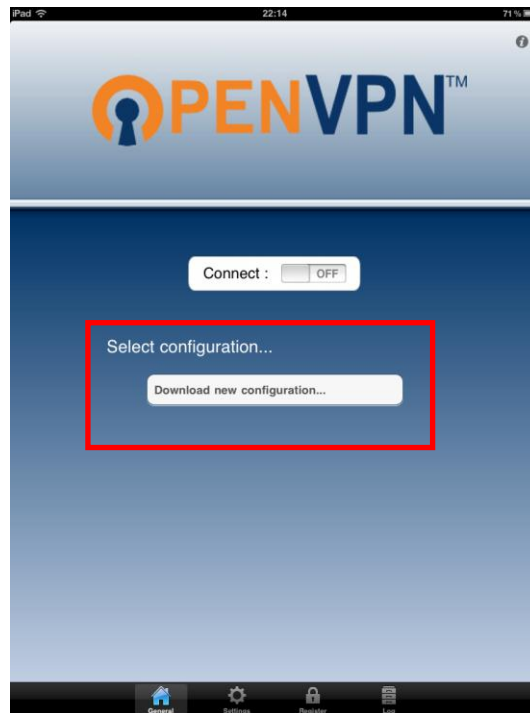 iPad 22:14 71 %
OPENVPN™
Connect : OFF
Select configuration...
Download new configuration...
General Settings Register Log